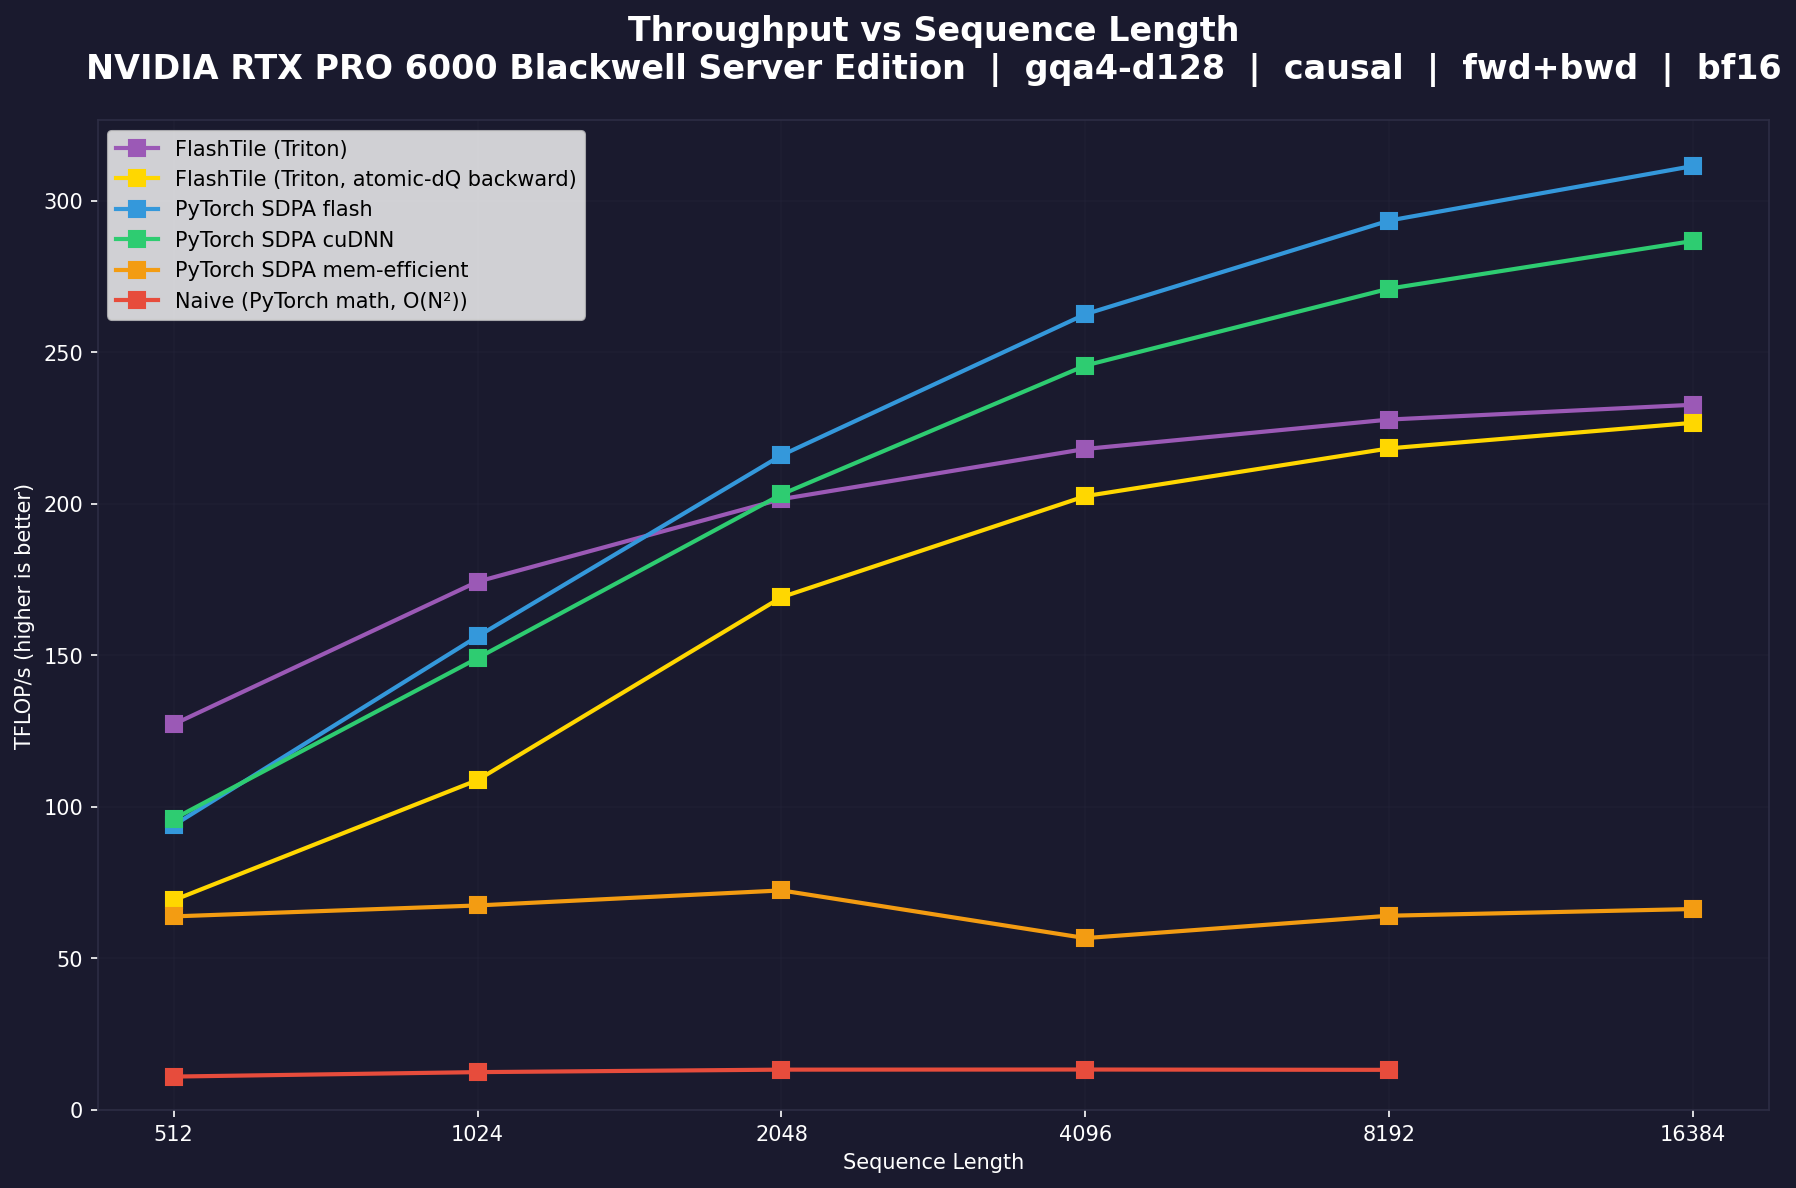 Throughput vs Sequence Length
NVIDIA RTX PRO 6000 Blackwell Server Edition | gqa4-d128 | causal | fwd+bwd | bf16
FlashTile (Triton)
FlashTile (Triton, atomic-dQ backward)
PyTorch SDPA flash
PyTorch SDPA cuDNN
PyTorch SDPA mem-efficient
Naive (PyTorch math, O(N²))
TFLOP/s (higher is better)
300
250
200
150
100
50
0
512 1024 2048 4096 8192 16384
Sequence Length